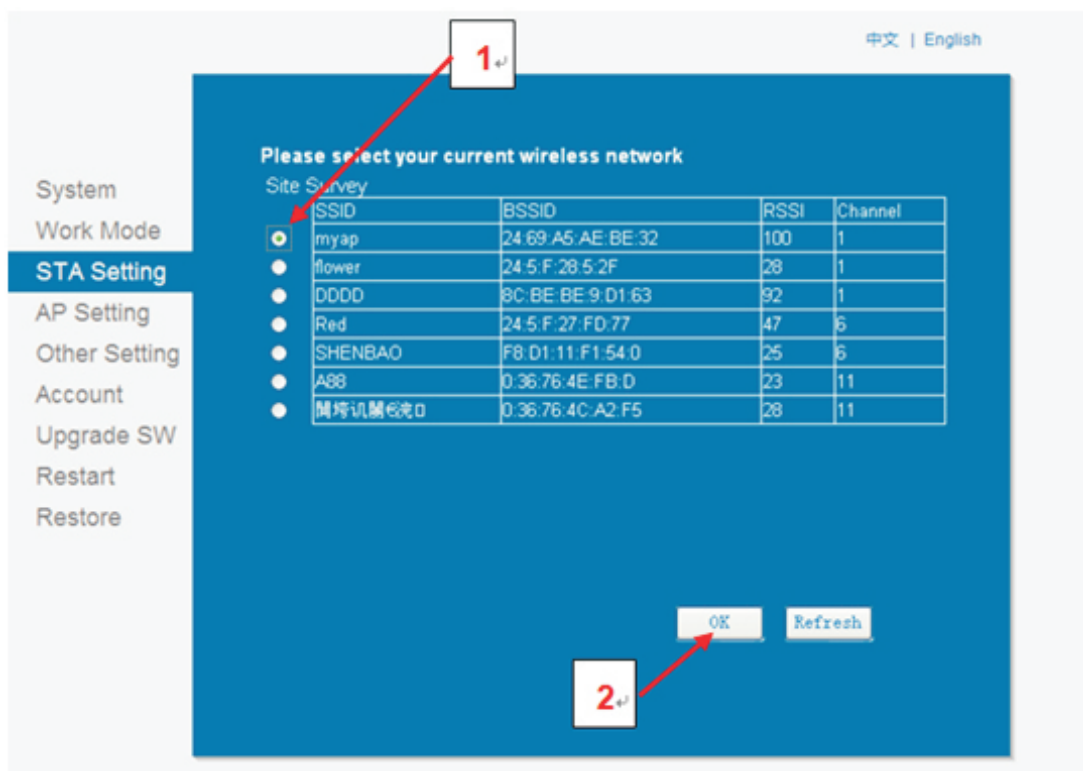 中文 | English
1
Please select your current wireless network
Site Survey
SSID BSSID RSSI Channel
myap 24:69:A5:AE:BE:32 100 1
flower 24:5:F:28:5:2F 28 1
DDDD 8C:BE:BE:9:D1:63 92 1
Red 24:5:F:27:FD:77 47 6
SHENBAO F8:D1:11:F1:54:0 25 6
A88 0:36:76:4E:FB:D 23 11
0:36:76:4C:A2:F5 28 11
System
Work Mode
STA Setting
AP Setting
Other Setting
Account
Upgrade SW
Restart
Restore
OK Refresh
2